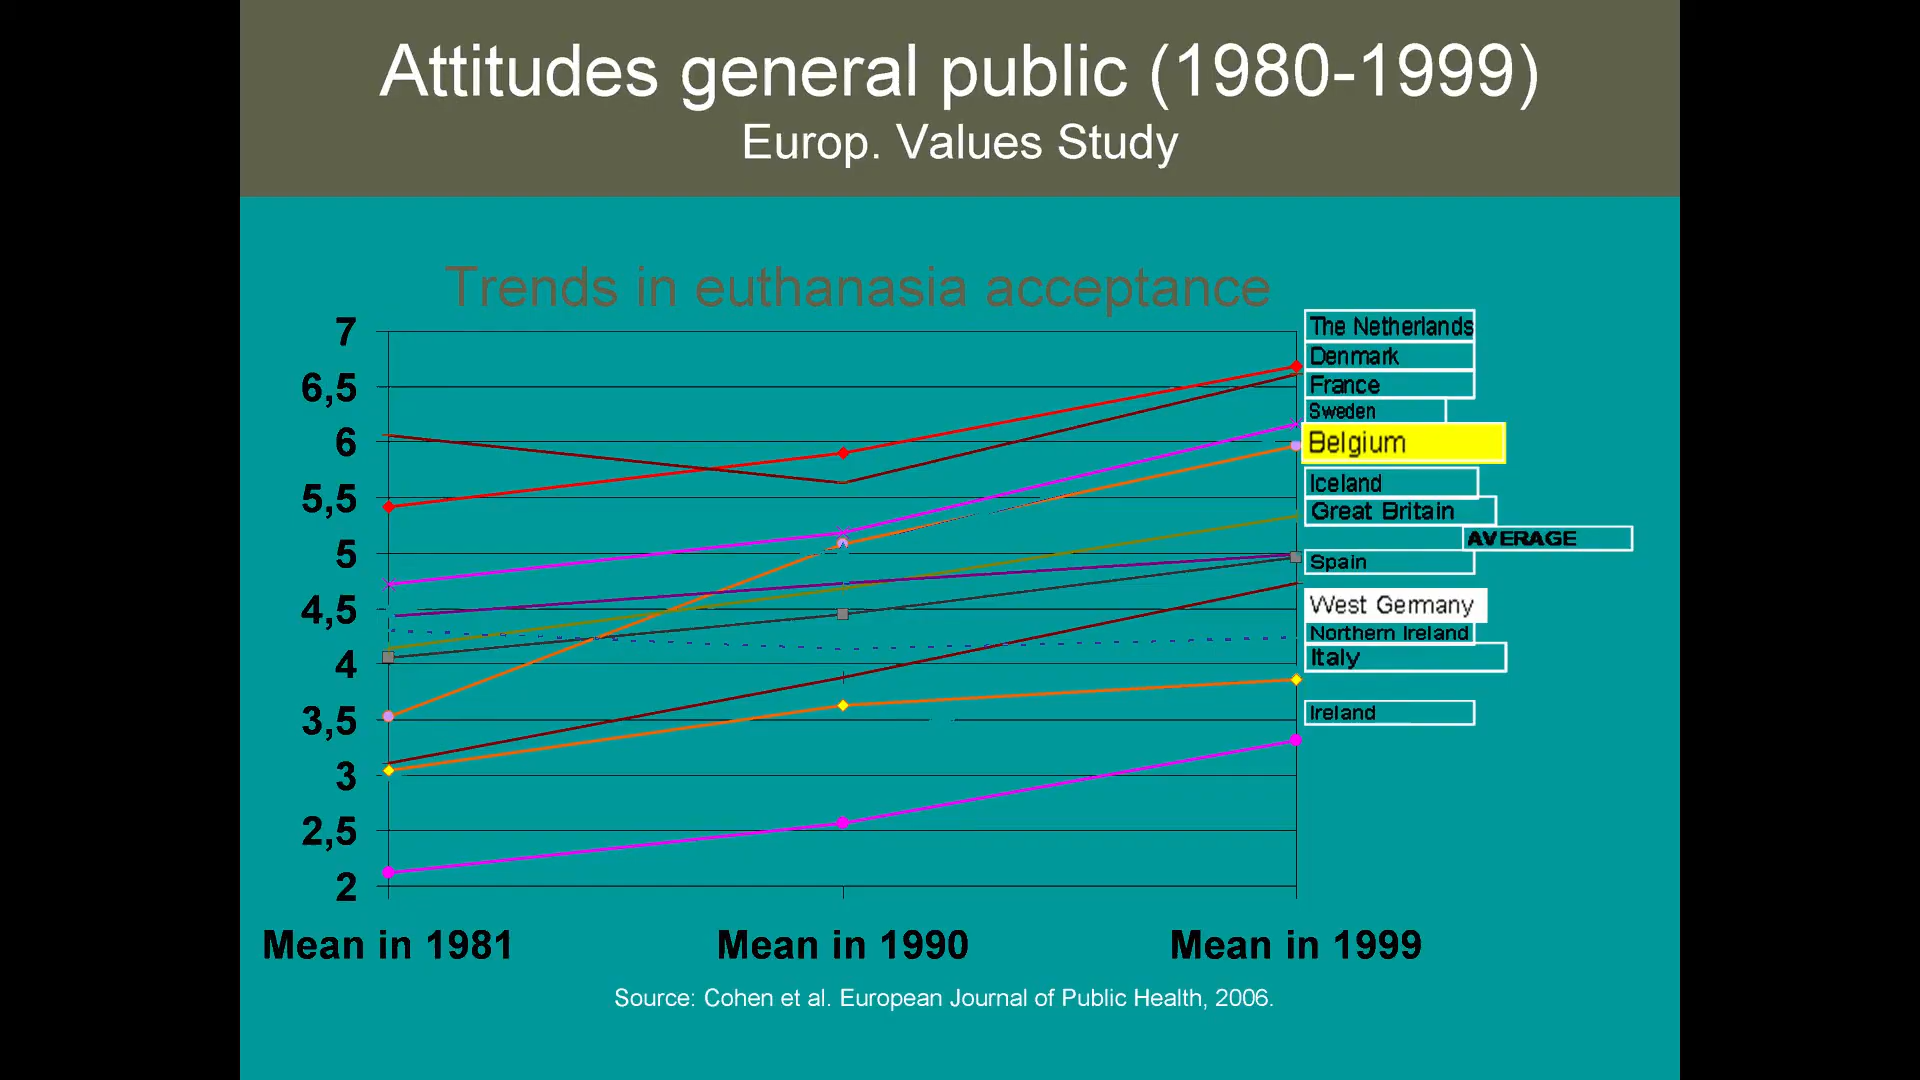 Attitudes general public (1980-1999)
Europ. Values Study
Trends in euthanasia acceptance
7
6,5
6
5,5
5
4,5
4
3,5
3
2,5
2
The Netherlands
Denmark
France
Sweden
Belgium
Iceland
Great Britain
AVERAGE
Spain
West Germany
Northern Ireland
Italy
Ireland
Mean in 1981
Mean in 1990
Mean in 1999
Source: Cohen et al. European Journal of Public Health, 2006.